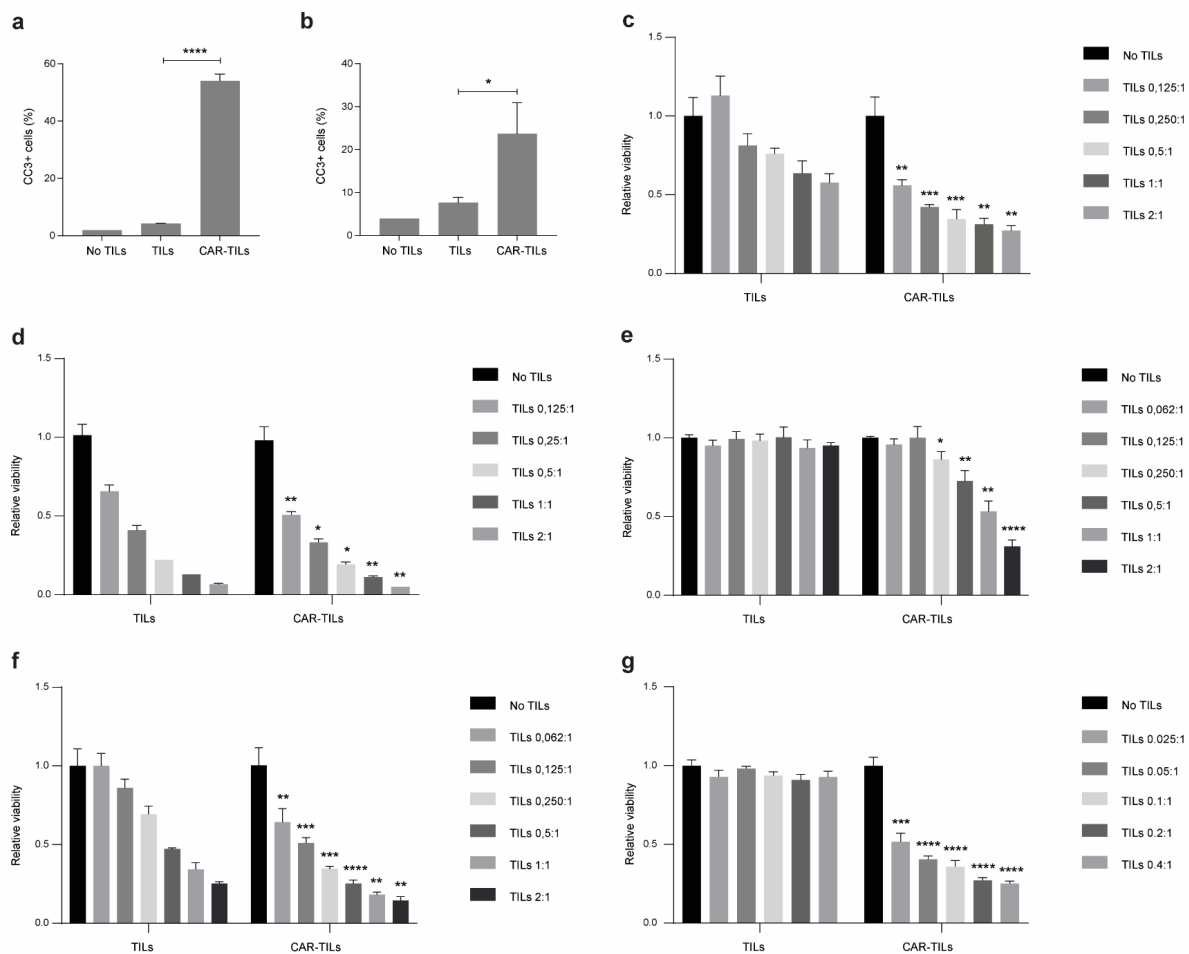 a
CC3+ cells (%)
60
40
20
0
****
No TILs
TILs
CAR-TILs
b
CC3+ cells (%)
40
30
20
10
0
*
No TILs
TILs
CAR-TILs
c
Relative viability
1.5
1.0
0.5
0.0
** *** *** ** **
TILs
CAR-TILs
No TILs
TILs 0,125:1
TILs 0,250:1
TILs 0,5:1
TILs 1:1
TILs 2:1
d
Relative viability
1.5
1.0
0.5
0.0
** * * ** **
TILs
CAR-TILs
No TILs
TILs 0,125:1
TILs 0,25:1
TILs 0,5:1
TILs 1:1
TILs 2:1
e
Relative viability
1.5
1.0
0.5
0.0
* ** ** ****
TILs
CAR-TILs
No TILs
TILs 0,062:1
TILs 0,125:1
TILs 0,250:1
TILs 0,5:1
TILs 1:1
TILs 2:1
f
Relative viability
1.5
1.0
0.5
0.0
** *** *** **** ** **
TILs
CAR-TILs
No TILs
TILs 0,062:1
TILs 0,125:1
TILs 0,250:1
TILs 0,5:1
TILs 1:1
TILs 2:1
g
Relative viability
1.5
1.0
0.5
0.0
*** **** **** **** ****
TILs
CAR-TILs
No TILs
TILs 0.025:1
TILs 0.05:1
TILs 0.1:1
TILs 0.2:1
TILs 0.4:1